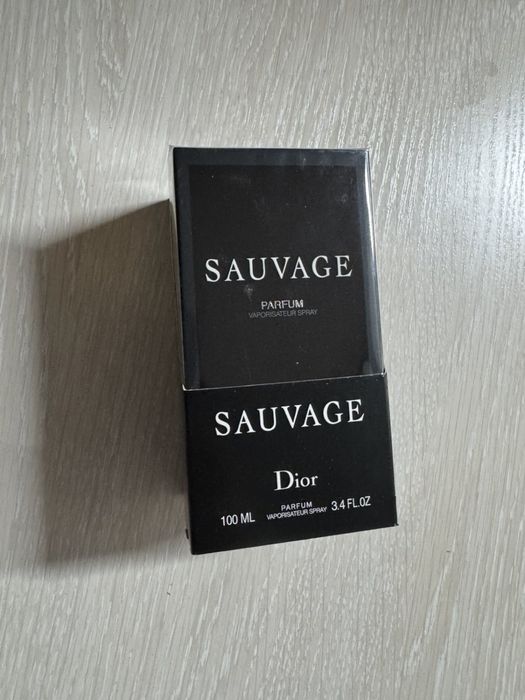 SAUVAGE
PARFUM
VAPORISATEUR SPRAY
SAUVAGE
Dior
100 ML PARFUM VAPORISATEUR SPRAY 3.4 FL.OZ